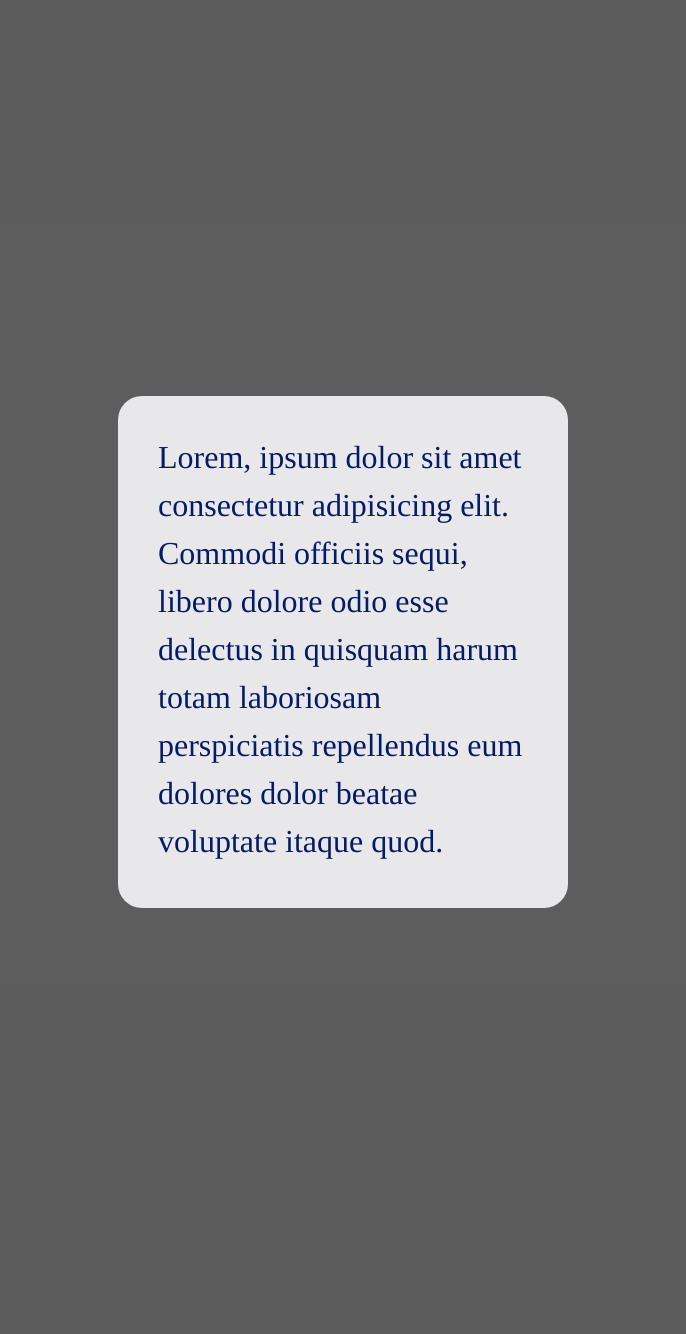 Lorem, ipsum dolor sit amet
consectetur adipisicing elit.
Commodi officiis sequi,
libero dolore odio esse
delectus in quisquam harum
totam laboriosam
perspiciatis repellendus eum
dolores dolor beatae
voluptate itaque quod.